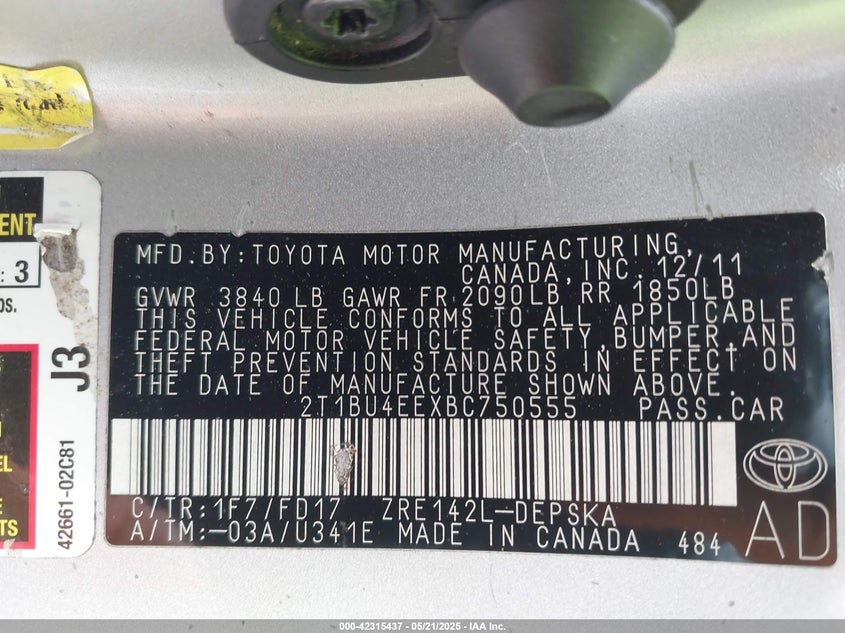 ENT
: 3
OS.
J3
42661-02C81
EL
E
TS
MFD.BY:TOYOTA MOTOR MANUFACTURING,
CANADA,INC. 12/11
GVWR 3840 LB GAWR FR 2090LB RR 1850LB
THIS VEHICLE CONFORMS TO ALL APPLICABLE
FEDERAL MOTOR VEHICLE SAFETY,BUMPER,AND
THEFT PREVENTION STANDARDS IN EFFECT ON
THE DATE OF MANUFACTURE SHOWN ABOVE.
2T1BU4EEXBC750555 PASS.CAR
C/TR:1F7/FD17 ZRE142L-DEPSKA
A/TM:-03A/U341E MADE IN CANADA 484
AD
000-42315437 - 05/21/2025 - IAA Inc.